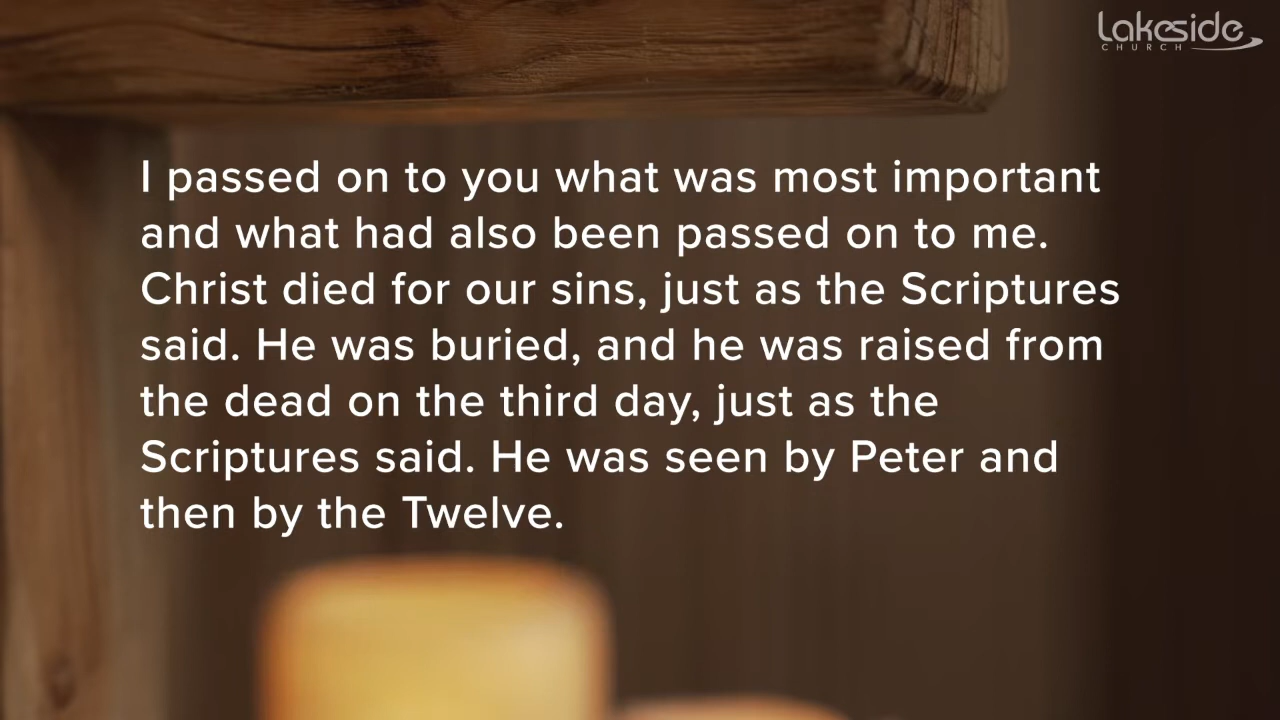 Lakeside
CHURCH
I passed on to you what was most important
and what had also been passed on to me.
Christ died for our sins, just as the Scriptures
said. He was buried, and he was raised from
the dead on the third day, just as the
Scriptures said. He was seen by Peter and
then by the Twelve.